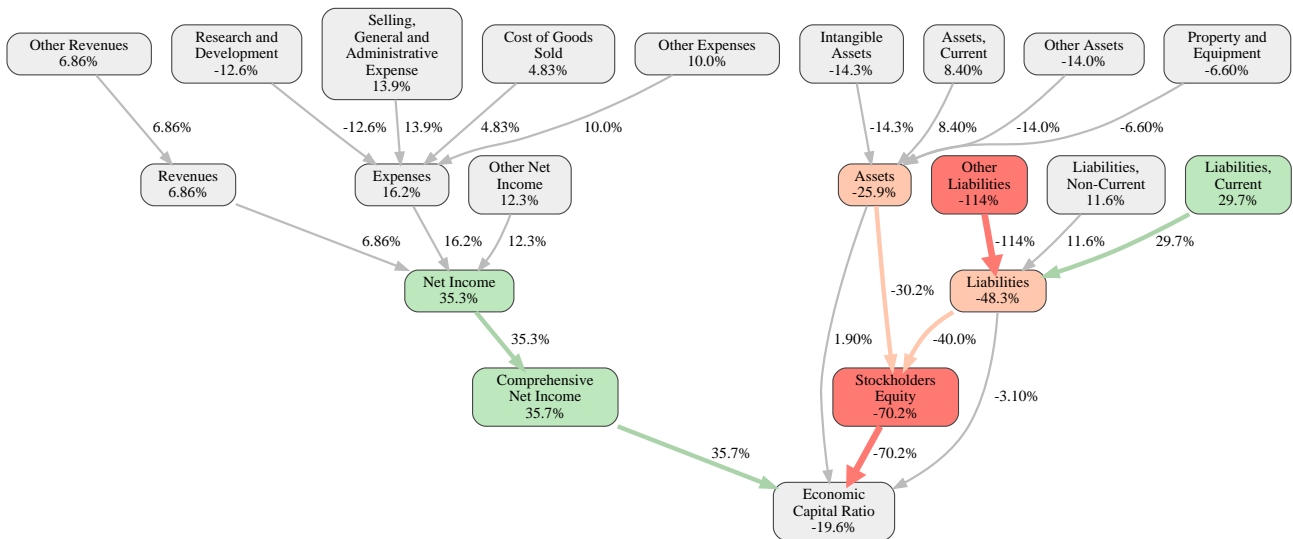 Other Revenues
6.86%
Research and
Development
-12.6%
Selling,
General and
Administrative
Expense
13.9%
Cost of Goods
Sold
4.83%
Other Expenses
10.0%
Intangible
Assets
-14.3%
Assets,
Current
8.40%
Other Assets
-14.0%
Property and
Equipment
-6.60%
6.86%
-12.6%
13.9%
4.83%
10.0%
-14.3%
8.40%
-14.0%
-6.60%
Revenues
6.86%
Expenses
16.2%
Other Net
Income
12.3%
Assets
-25.9%
Other
Liabilities
-114%
Liabilities,
Non-Current
11.6%
Liabilities,
Current
29.7%
6.86%
16.2%
12.3%
-114%
11.6%
29.7%
Net Income
35.3%
-30.2%
Liabilities
-48.3%
35.3%
1.90%
-40.0%
-3.10%
Comprehensive
Net Income
35.7%
Stockholders
Equity
-70.2%
35.7%
-70.2%
Economic
Capital Ratio
-19.6%